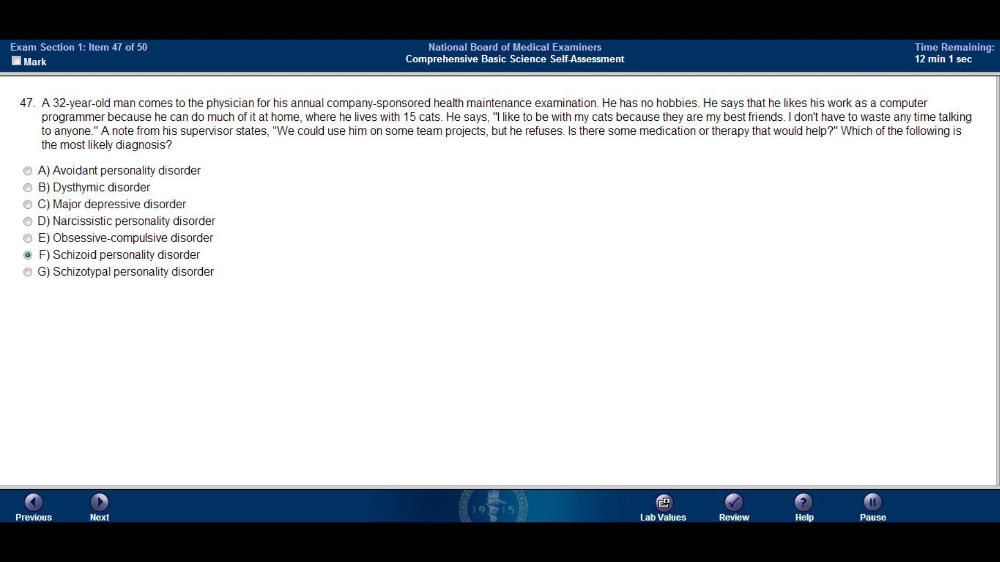 Exam Section 1: Item 47 of 50
National Board of Medical Examiners
Time Remaining:
Mark
Comprehensive Basic Science Self-Assessment
12 min 1 sec
47. A 32-year-old man comes to the physician for his annual company-sponsored health maintenance examination. He has no hobbies. He says that he likes his work as a computer
programmer because he can do much of it at home, where he lives with 15 cats. He says, "I like to be with my cats because they are my best friends. I don't have to waste any time talking
to anyone." A note from his supervisor states, "We could use him on some team projects, but he refuses. Is there some medication or therapy that would help?" Which of the following is
the most likely diagnosis?
A) Avoidant personality disorder
B) Dysthymic disorder
C) Major depressive disorder
D) Narcissistic personality disorder
E) Obsessive-compulsive disorder
F) Schizoid personality disorder
G) Schizotypal personality disorder
1915
Previous
Next
Lab Values
Review
Help
Pause